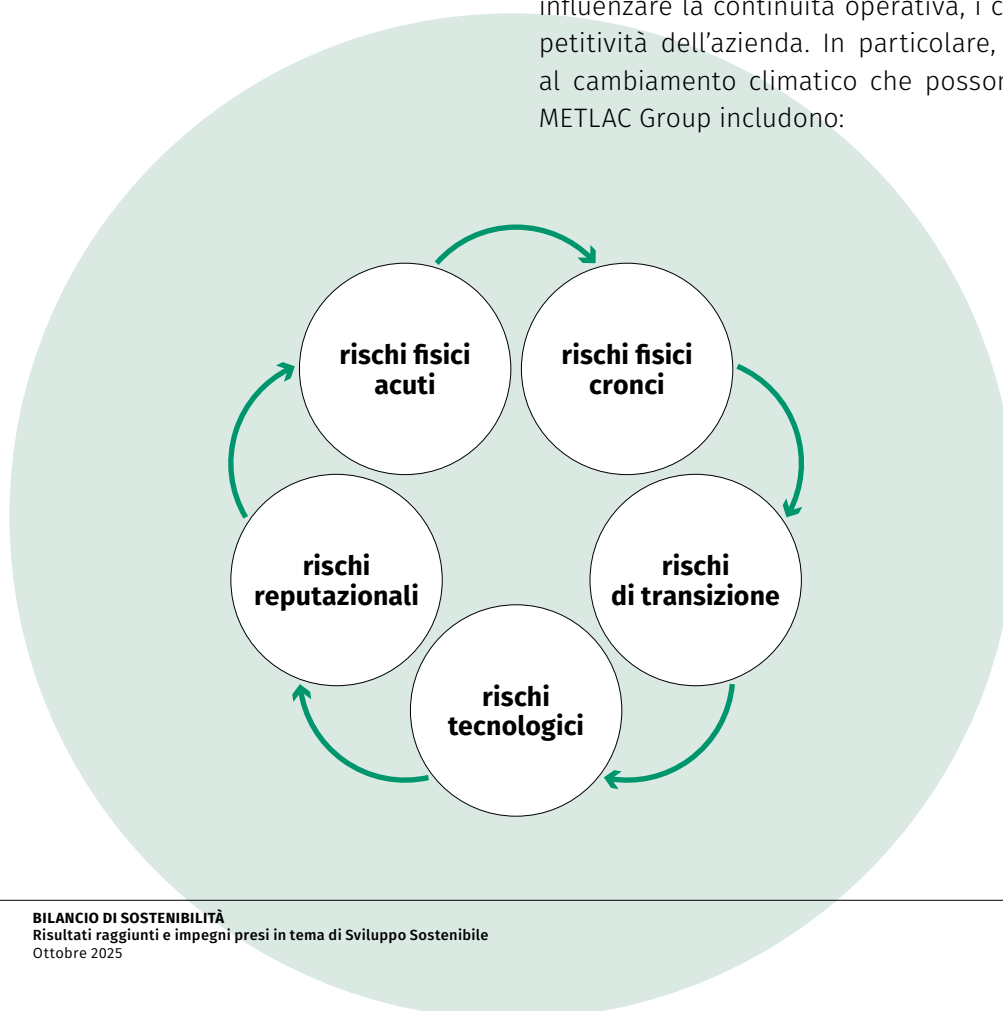 influenzare la continuità operativa, i c
petitività dell’azienda. In particolare,
al cambiamento climatico che posso
METLAC Group includono:
rischi fisici
acuti
rischi fisici
cronci
rischi
reputazionali
rischi
di transizione
rischi
tecnologici
BILANCIO DI SOSTENIBILITÀ
Risultati raggiunti e impegni presi in tema di Sviluppo Sostenibile
Ottobre 2025